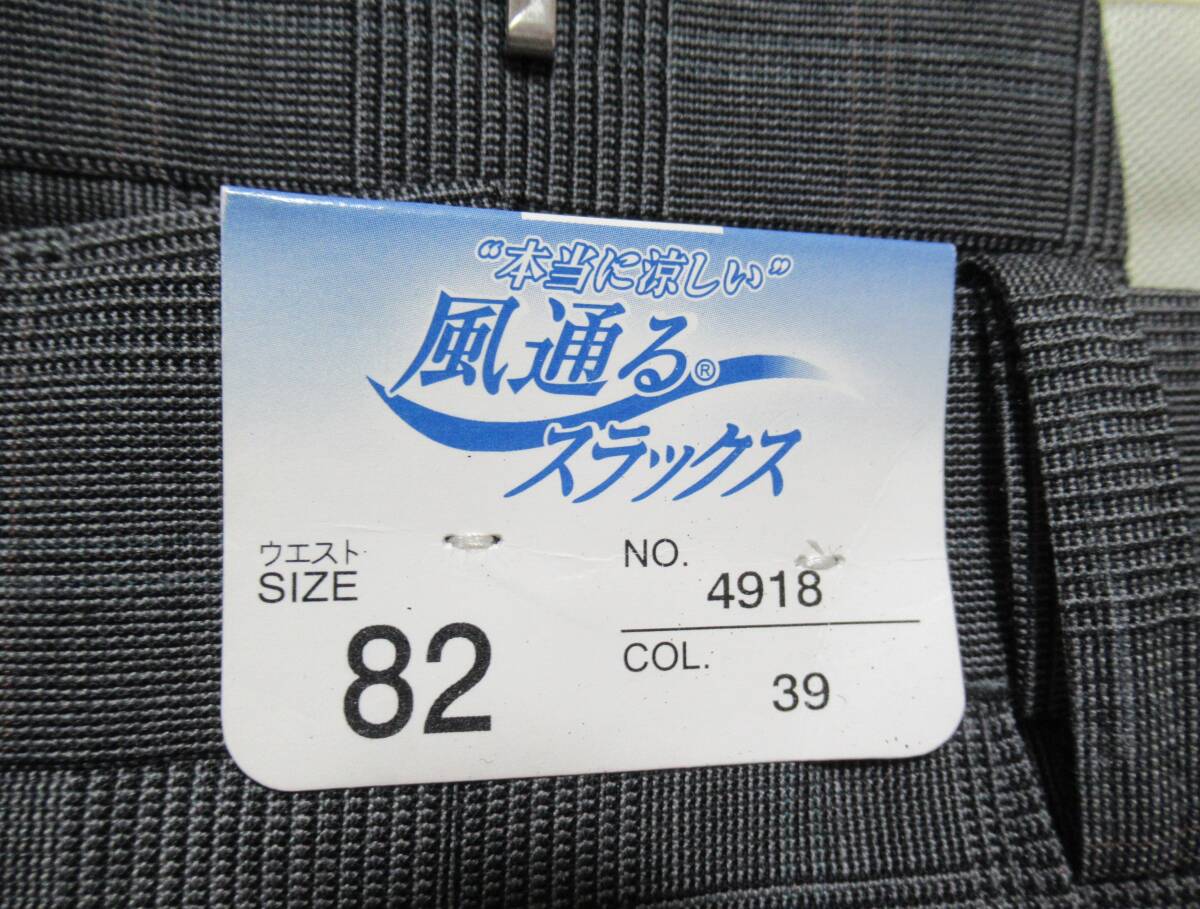 “本当に涼しい”
風通る®
スラックス
ウエスト
SIZE
82
NO.
4918
COL.
39